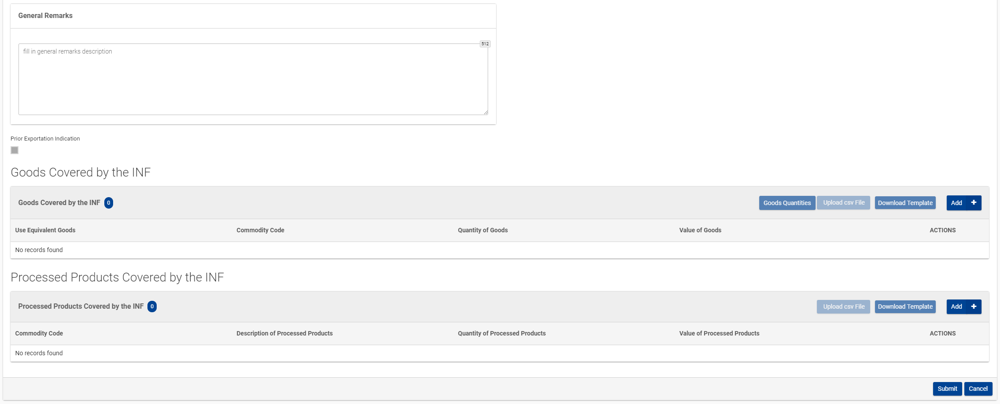 General Remarks
512
fill in general remarks description
Prior Exportation Indication
Goods Covered by the INF
Goods Covered by the INF 0 Goods Quantities Upload csv File Download Template Add +
Use Equivalent Goods Commodity Code Quantity of Goods Value of Goods ACTIONS
No records found
Processed Products Covered by the INF
Processed Products Covered by the INF 0 Upload csv File Download Template Add +
Commodity Code Description of Processed Products Quantity of Processed Products Value of Processed Products ACTIONS
No records found
Submit Cancel